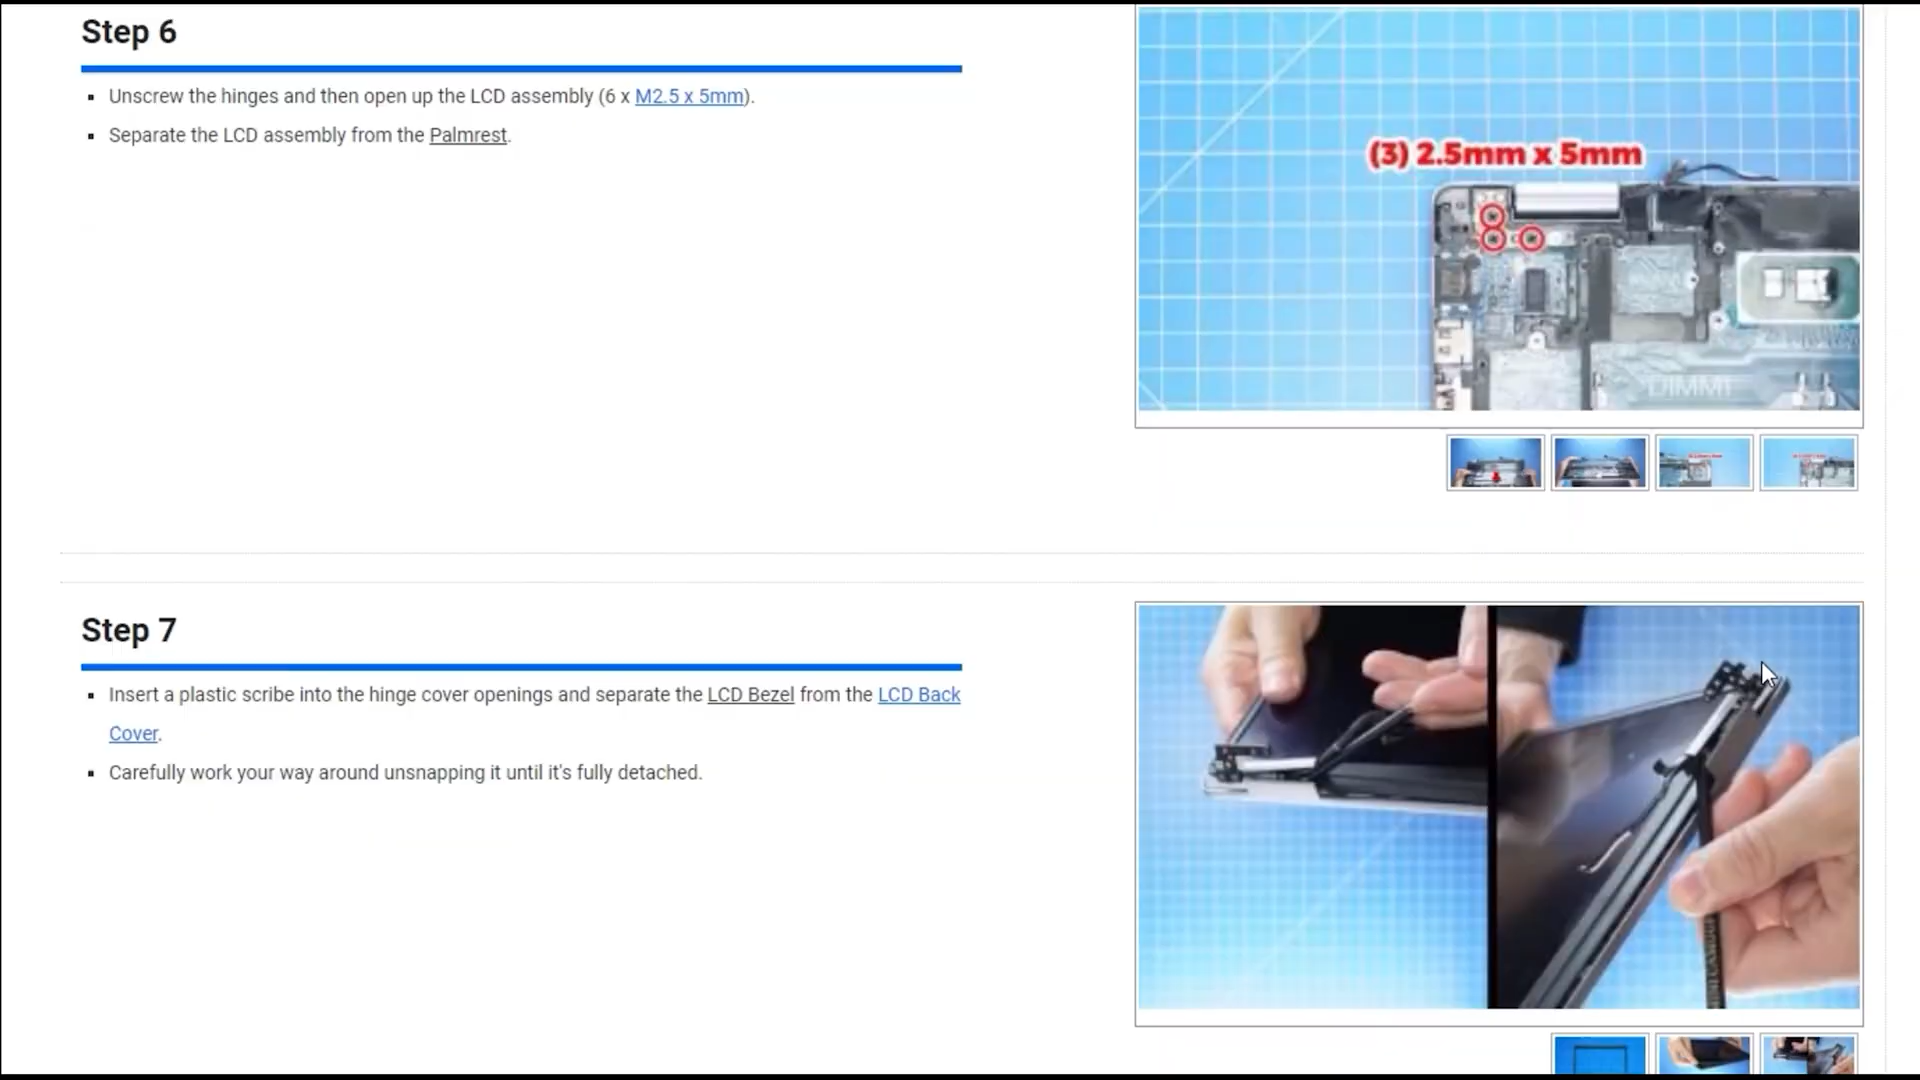 Step 6
Unscrew the hinges and then open up the LCD assembly (6 x M2.5 x 5mm).
Separate the LCD assembly from the Palmrest.
(3) 2.5mm x 5mm
Step 7
Insert a plastic scribe into the hinge cover openings and separate the LCD Bezel from the LCD Back
Cover.
Carefully work your way around unsnapping it until it's fully detached.